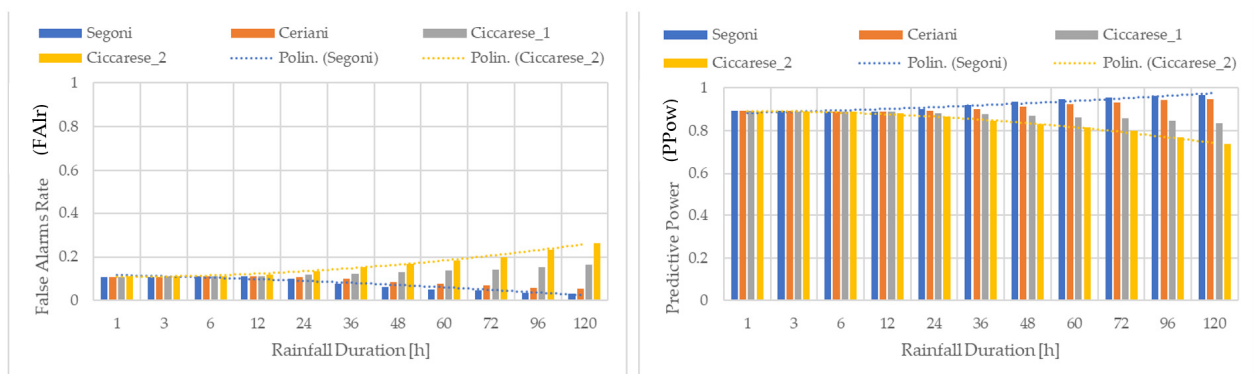 Segoni Ceriani Ciccarese_1
Ciccarese_2 Polin. (Segoni) Polin. (Ciccarese_2)
False Alarms Rate
(FAlr)
1
0.8
0.6
0.4
0.2
0
1 3 6 12 24 36 48 60 72 96 120
Rainfall Duration [h]
Segoni Ceriani Ciccarese_1
Ciccarese_2 Polin. (Segoni) Polin. (Ciccarese_2)
Predictive Power
(PPow)
1
0.8
0.6
0.4
0.2
0
1 3 6 12 24 36 48 60 72 96 120
Rainfall Duration [h]